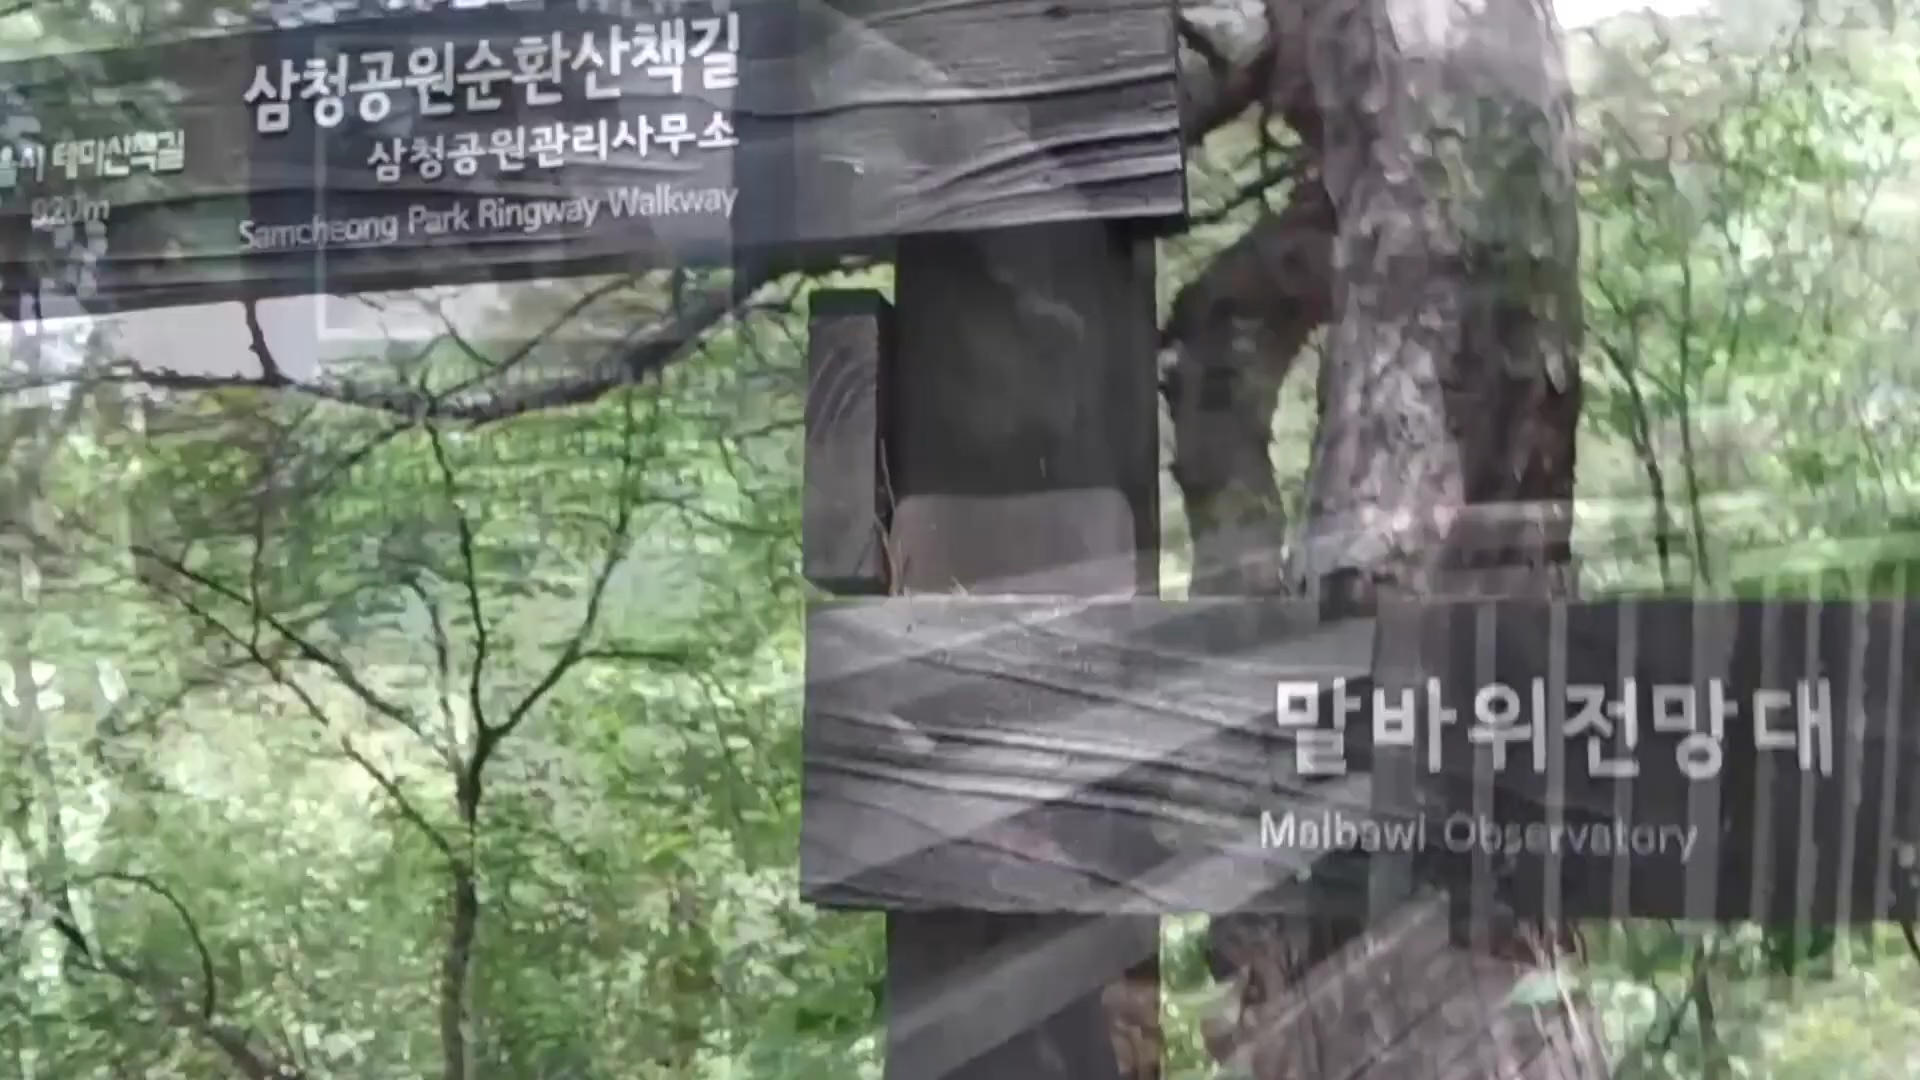 삼청공원순환산책길
삼청공원관리사무소
Samcheong Park Ringway Walkway
테마산책길
920m
말바위전망대
Malbawi Observatory